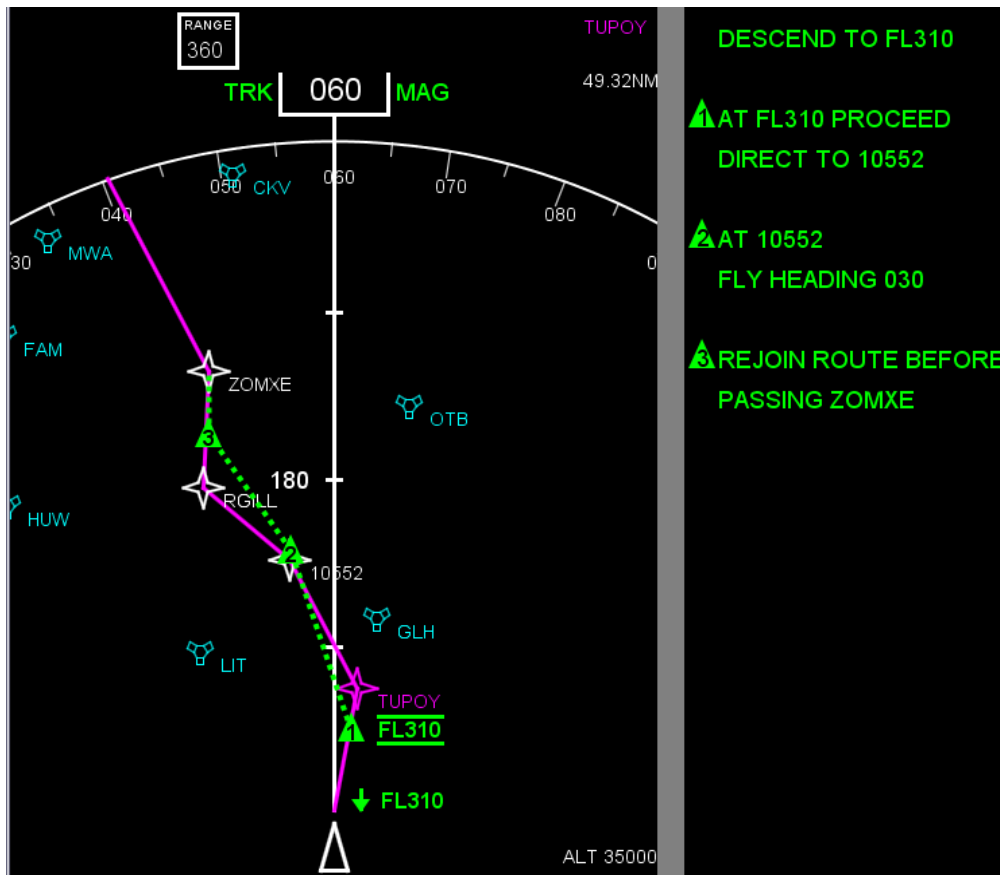 RANGE
360
TUPOY
49.32NM
TRK 060 MAG
050
060
070
040
080
30
0
CKV
MWA
FAM
ZOMXE
OTB
3
180
RGILL
HUW
2
10552
GLH
LIT
TUPOY
1
FL310
FL310
ALT 35000
DESCEND TO FL310
1 AT FL310 PROCEED
DIRECT TO 10552
2 AT 10552
FLY HEADING 030
3 REJOIN ROUTE BEFORE
PASSING ZOMXE